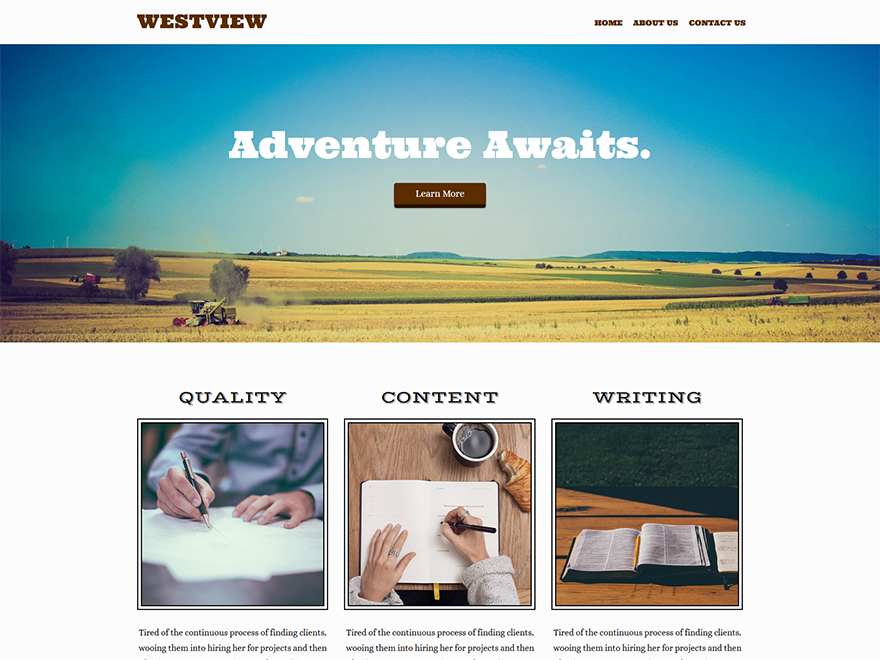 WESTVIEW
HOME ABOUT US CONTACT US
Adventure Awaits.
Learn More
QUALITY
CONTENT
WRITING
Tired of the continuous process of finding clients,
wooing them into hiring her for projects and then
Tired of the continuous process of finding clients,
wooing them into hiring her for projects and then
Tired of the continuous process of finding clients,
wooing them into hiring her for projects and then